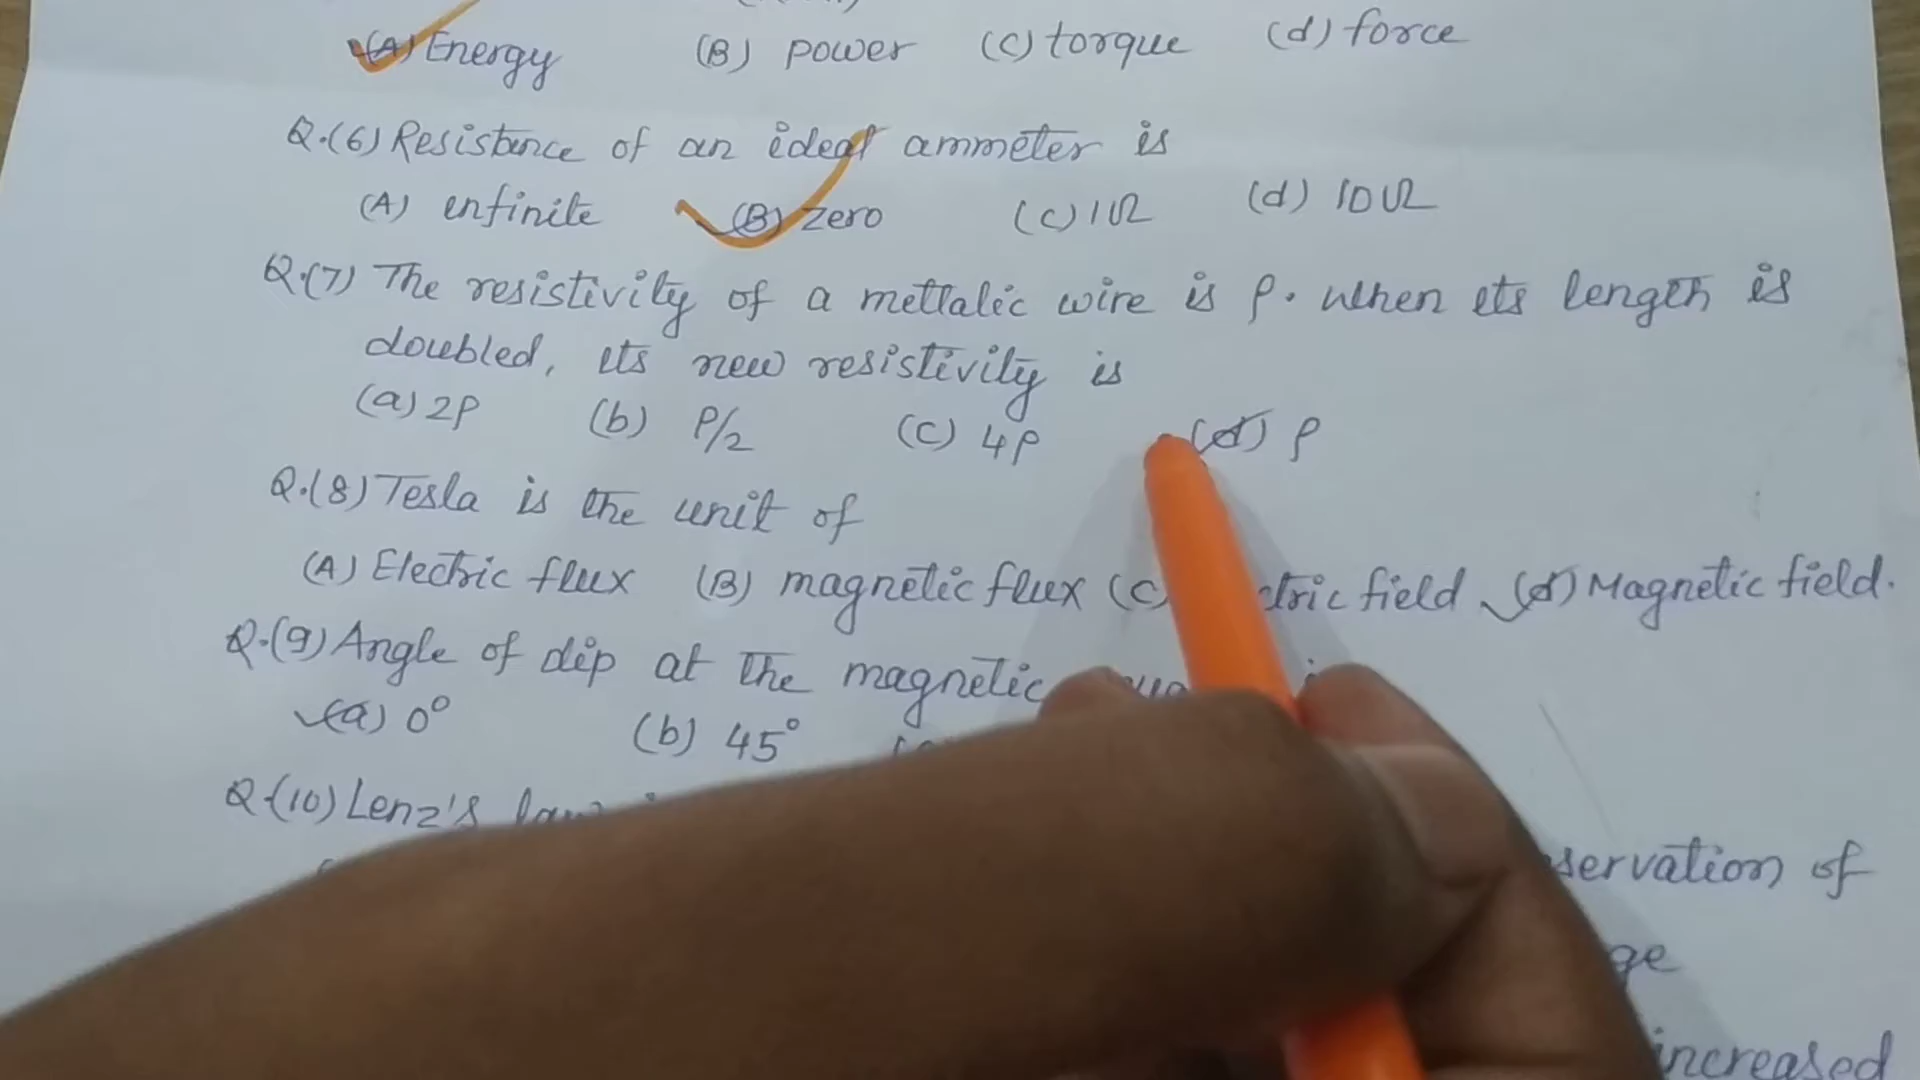 (A) Energy (B) power (C) torque (d) force
Q.(6) Resistance of an ideal ammeter is
(A) infinite (B) zero (C) 1Ω (d) 10Ω
Q.(7) The resistivity of a mettalic wire is ρ. when its length is
doubled, its new resistivity is
(a) 2ρ (b) ρ/2 (C) 4ρ (d) ρ
Q.(8) Tesla is the unit of
(A) Electric flux (B) magnetic flux (C) ctric field (d) Magnetic field.
Q.(9) Angle of dip at the magnetic
(a) 0° (b) 45°
Q.(10) Lenz's law
servation of
ge
increased